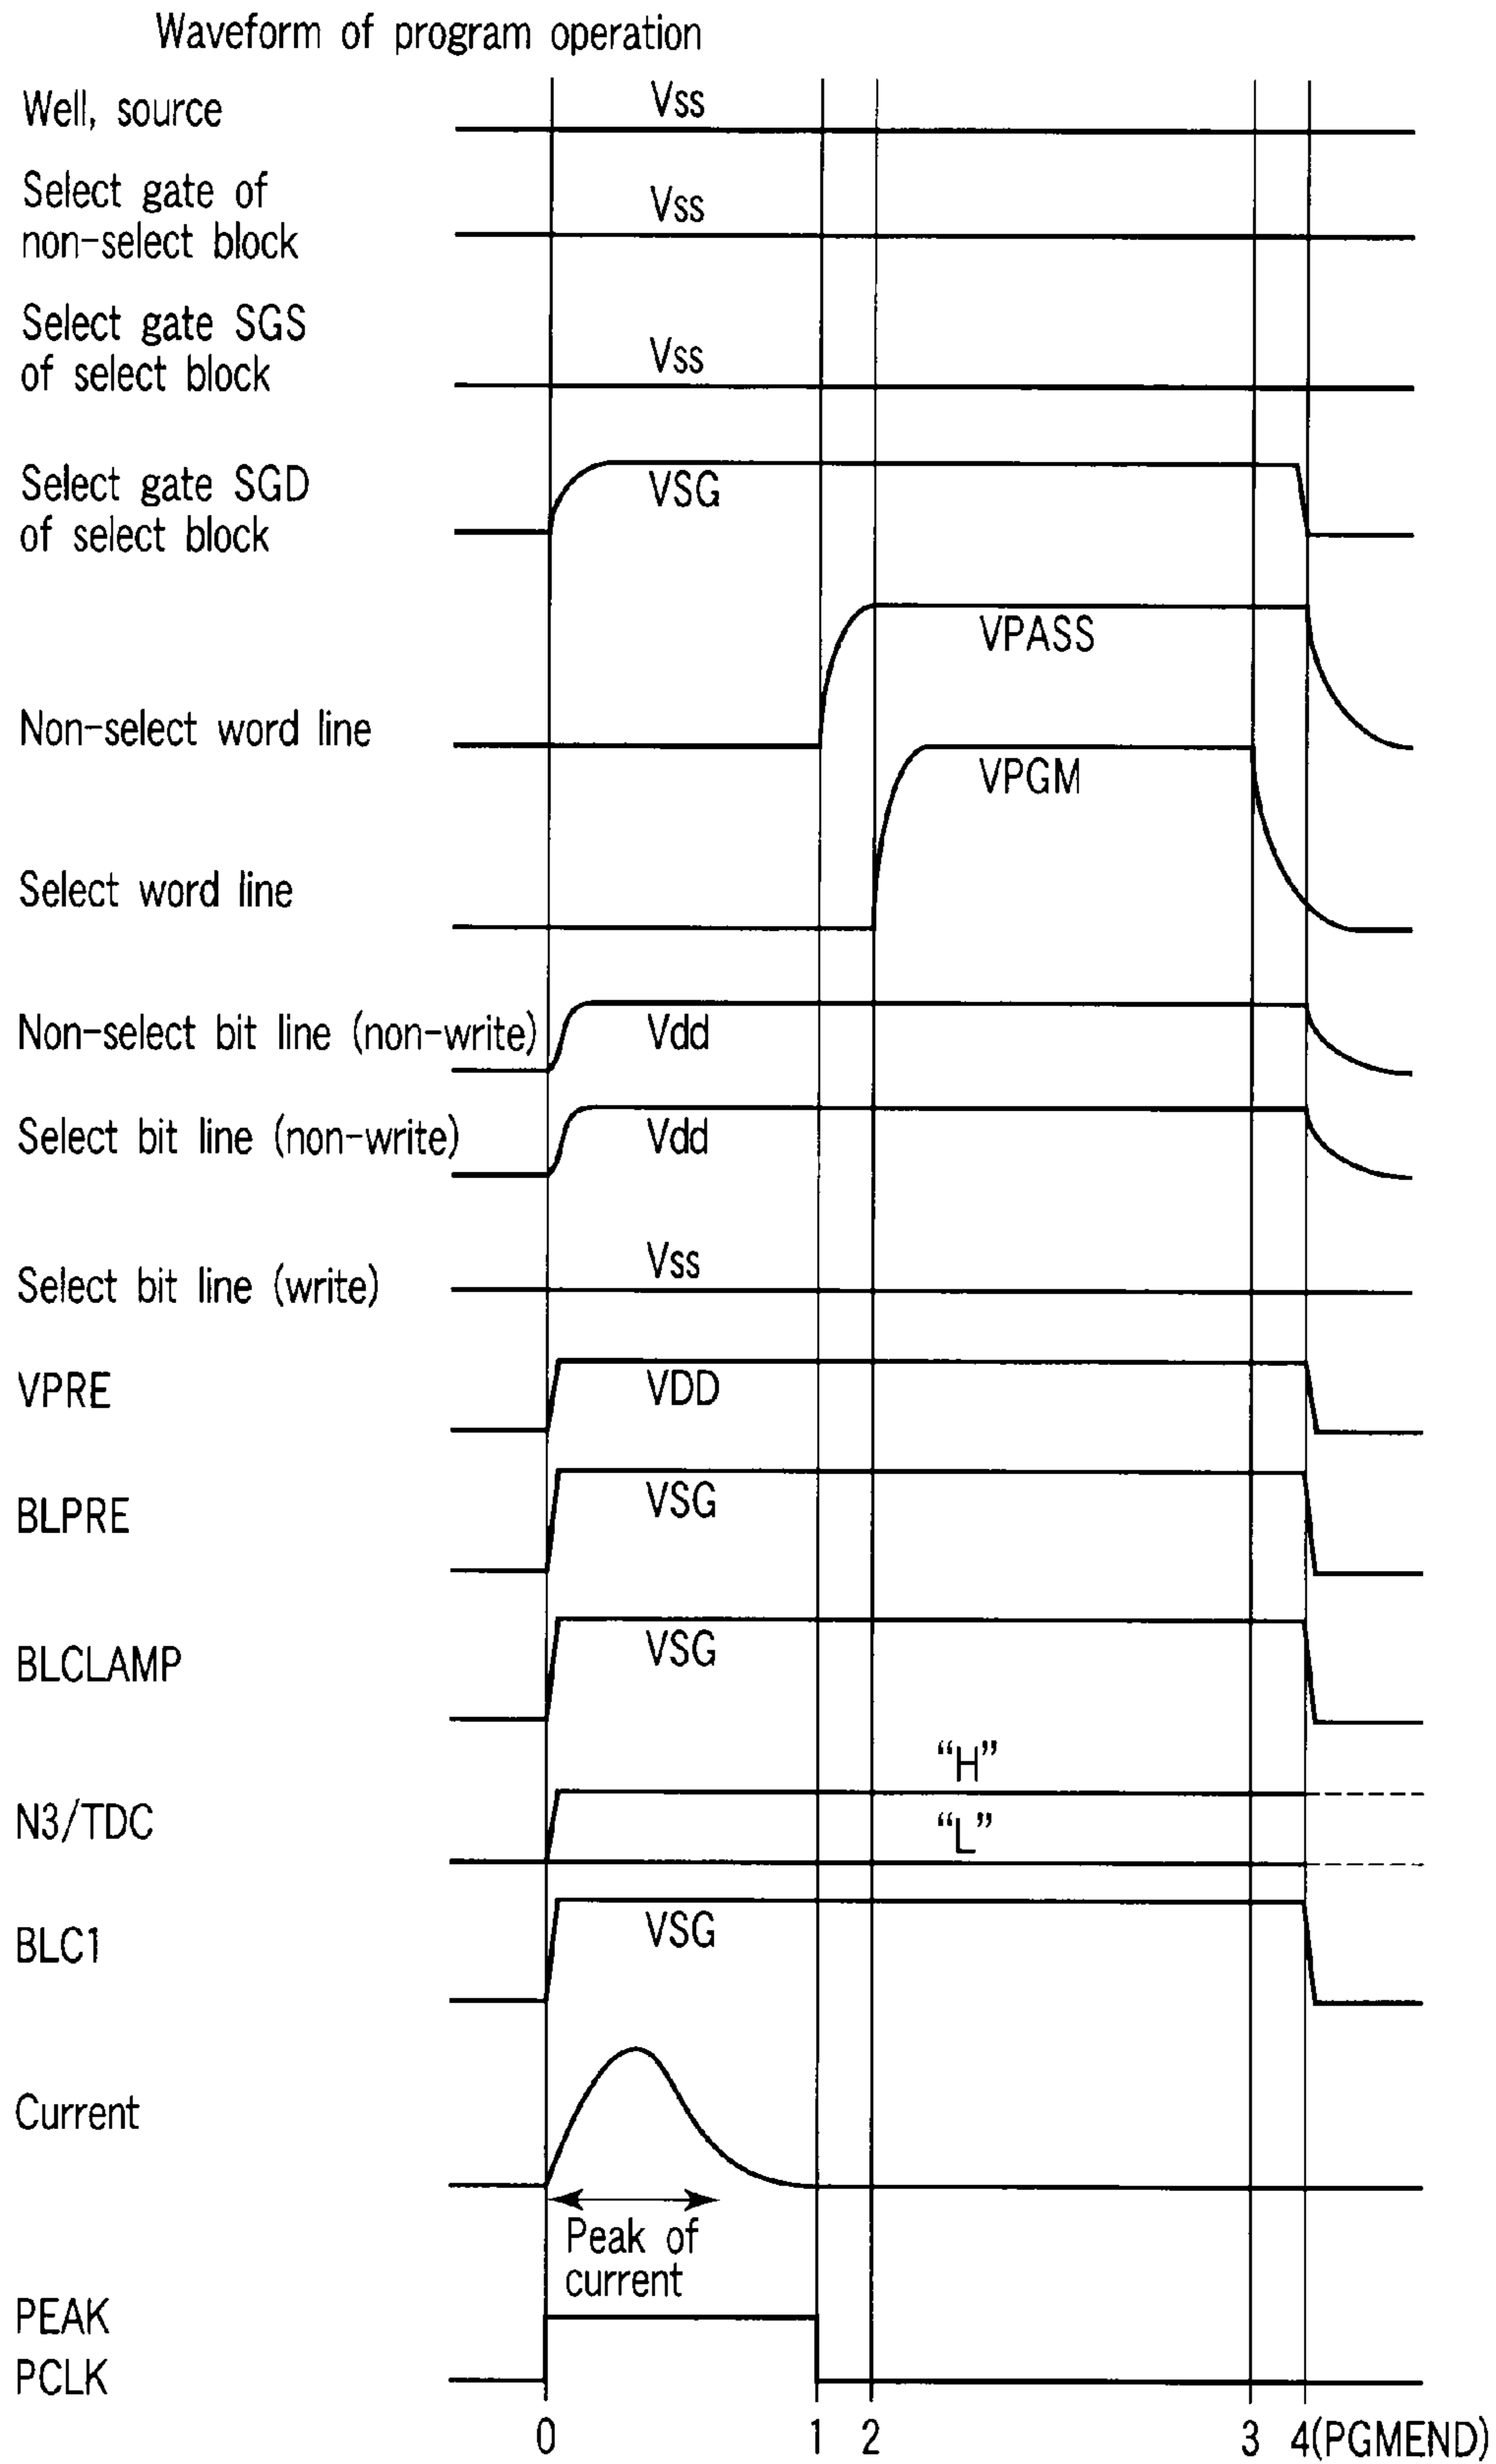 Waveform of program operation
Well, source
Vss
Select gate of
non-select block
Vss
Select gate SGS
of select block
Vss
Select gate SGD
of select block
VSG
Non-select word line
VPASS
Select word line
VPGM
Non-select bit line (non-write)
Vdd
Select bit line (non-write)
Vdd
Select bit line (write)
Vss
VPRE
VDD
BLPRE
VSG
BLCLAMP
VSG
N3/TDC
“H”
“L”
BLC1
VSG
Current
Peak of
current
PEAK
PCLK
0 1 2 3 4(PGMEND)